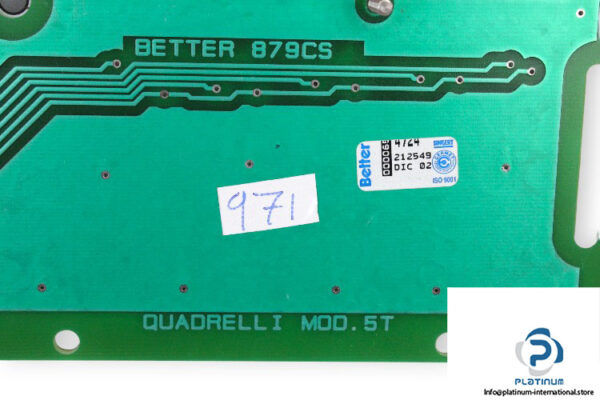 BETTER 879CS
Better
4724
212549
DIC 02
ISO 9001
971
QUADRELLI MOD.5T
PLATINUM
Info@platinum-international.store